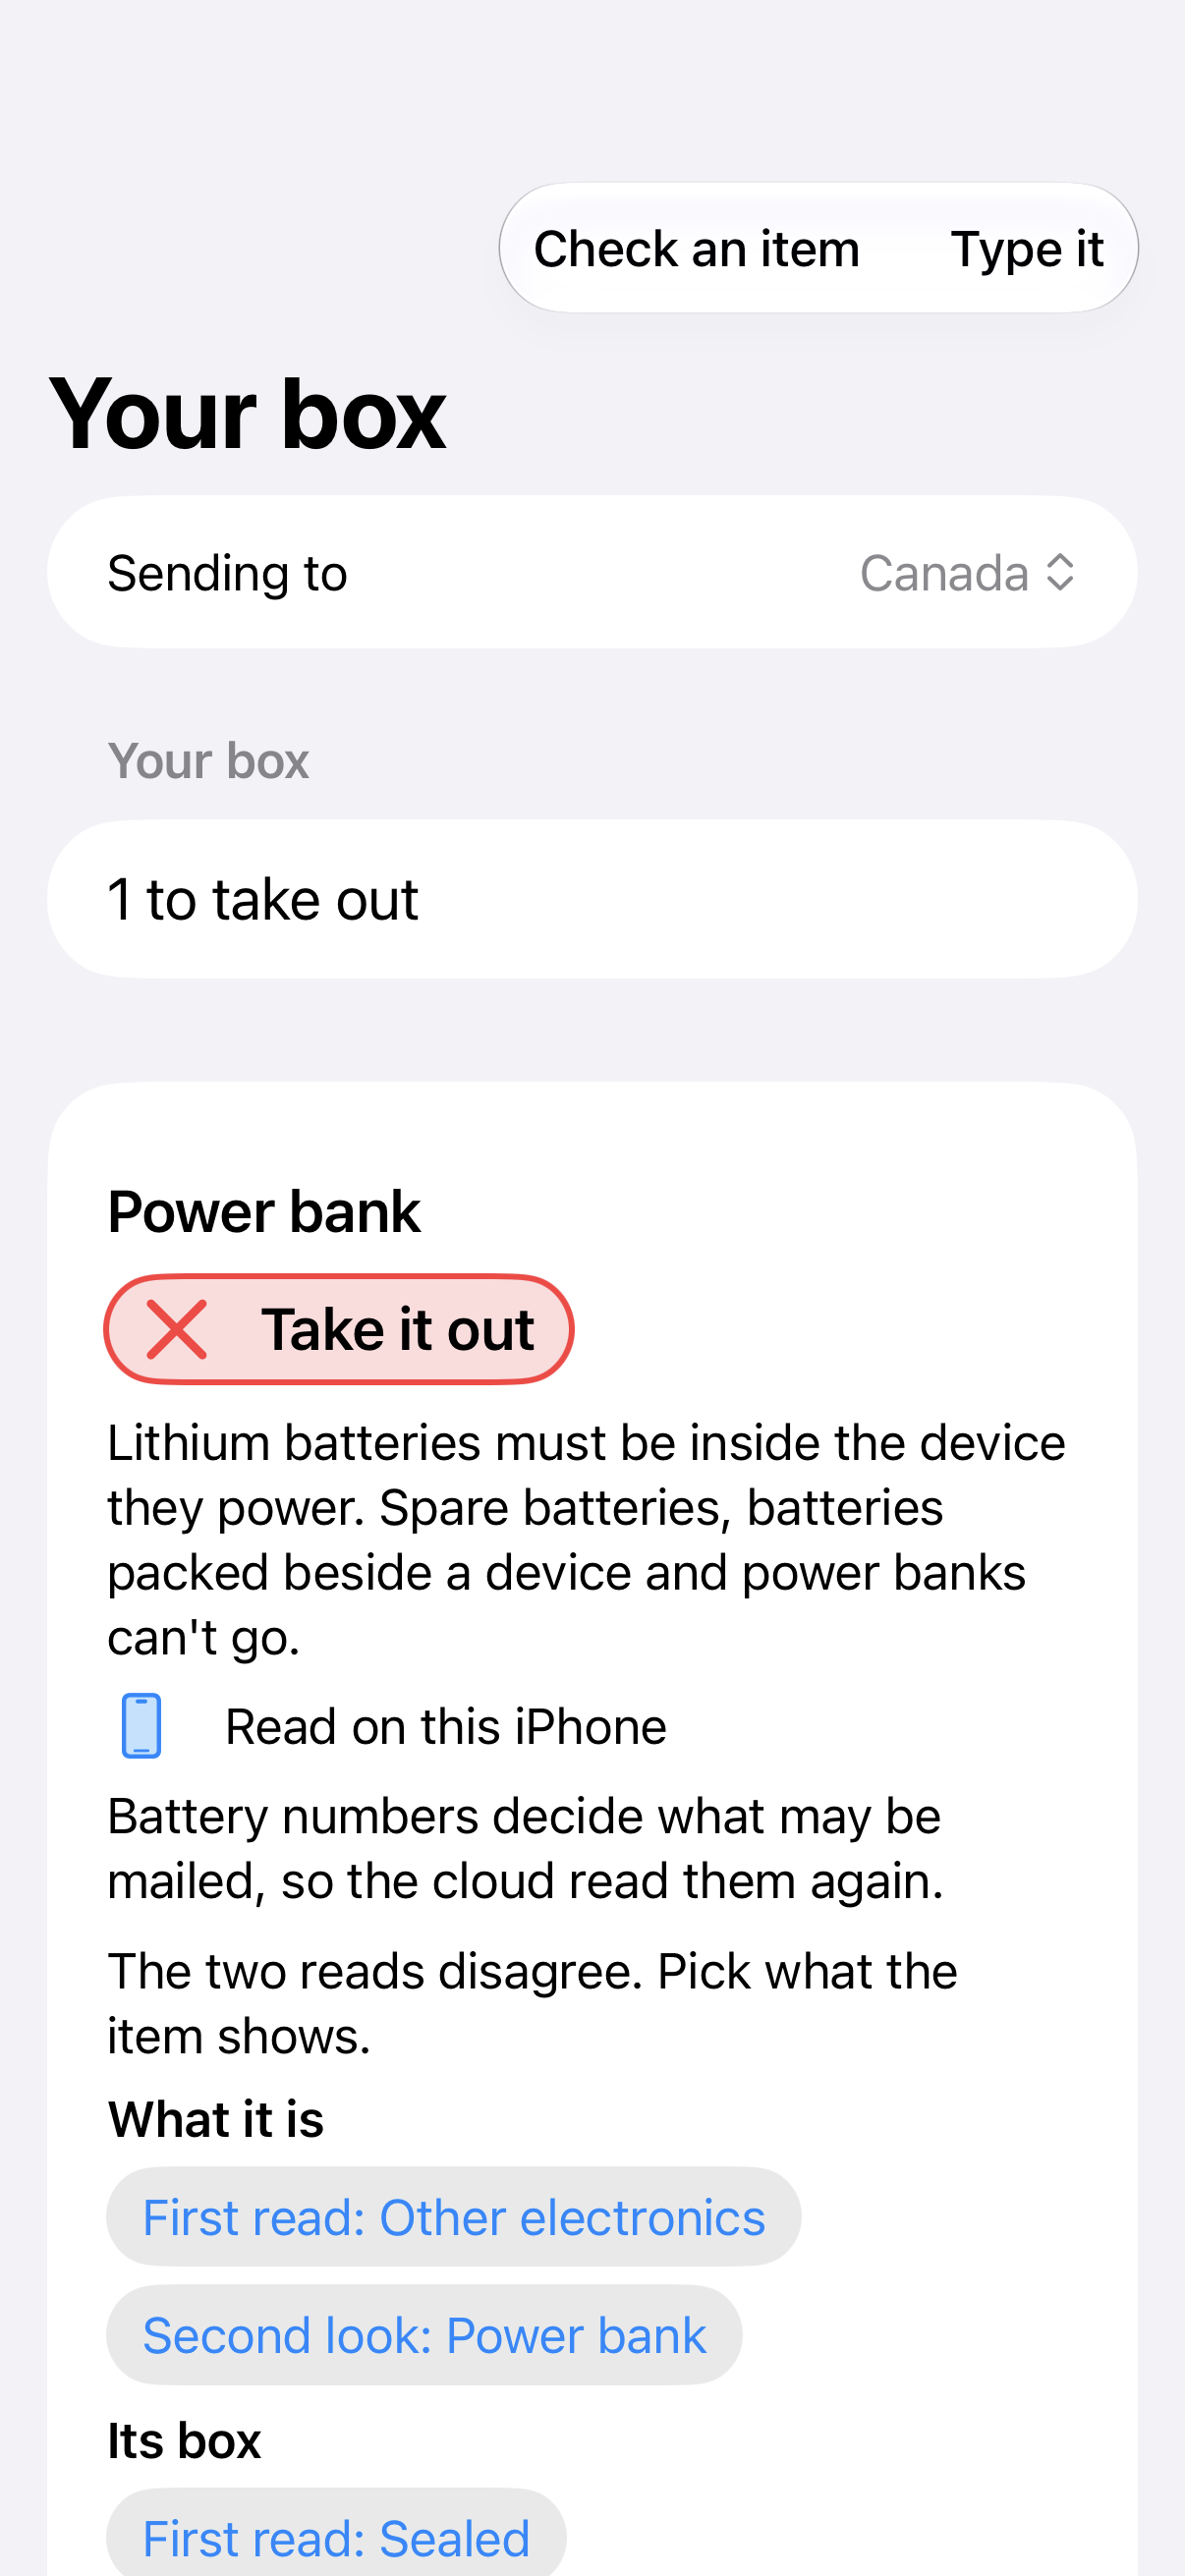 Check an item
Type it
Your box
Sending to
Canada
Your box
1 to take out
Power bank
Take it out
Lithium batteries must be inside the device
they power. Spare batteries, batteries
packed beside a device and power banks
can't go.
Read on this iPhone
Battery numbers decide what may be
mailed, so the cloud read them again.
The two reads disagree. Pick what the
item shows.
What it is
First read: Other electronics
Second look: Power bank
Its box
First read: Sealed